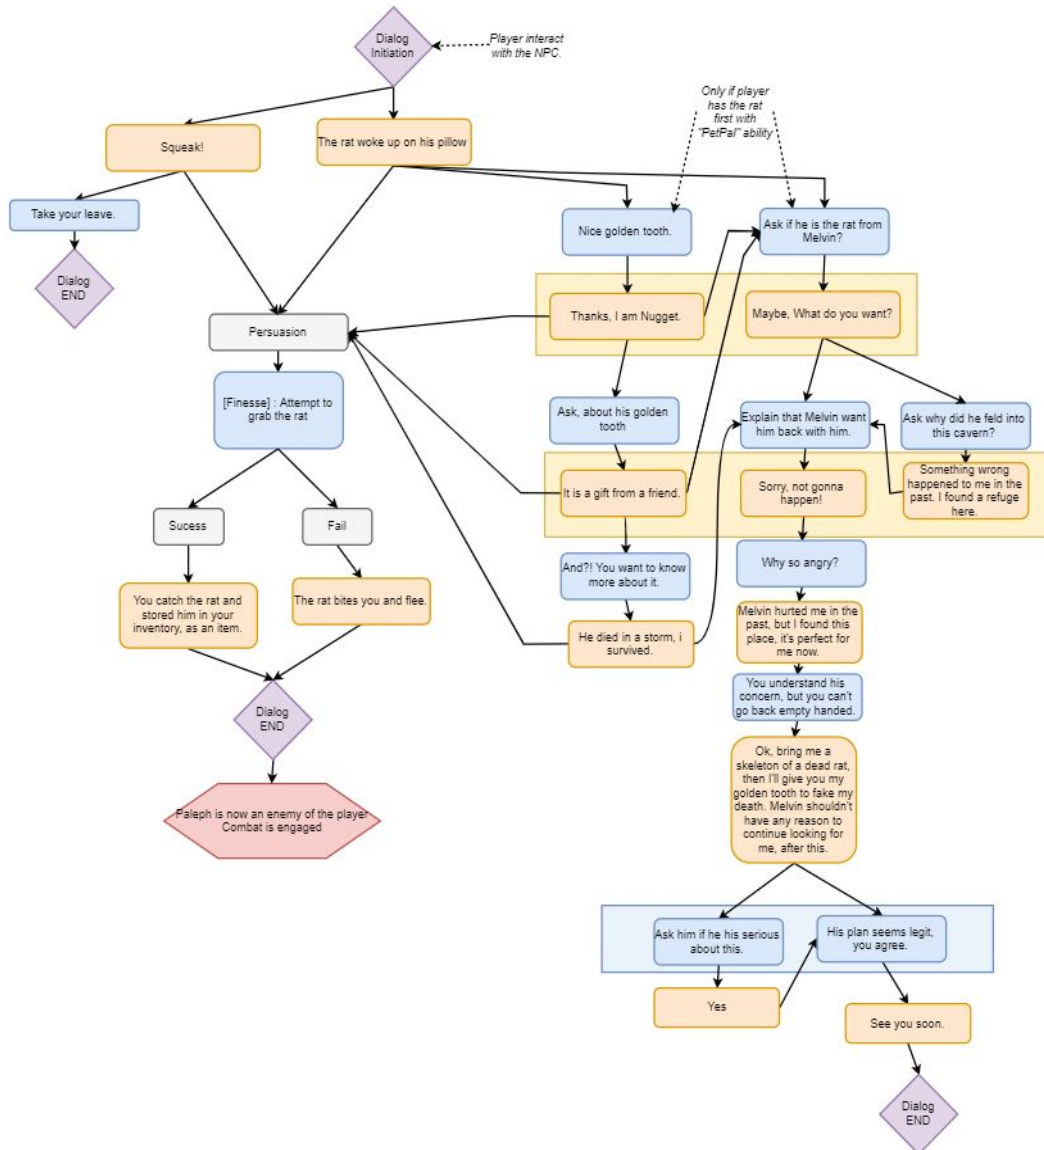 Dialog
Initiation
Player interact
with the NPC.
Only if player
has the rat
first with
"PetPal" ability
Squeak!
The rat woke up on his pillow
Take your leave.
Nice golden tooth.
Ask if he is the rat from
Melvin?
Dialog
END
Thanks, I am Nugget.
Maybe, What do you want?
Persuasion
[Finesse] : Attempt to
grab the rat
Ask, about his golden
tooth
Explain that Melvin want
him back with him.
Ask why did he feld into
this cavern?
It is a gift from a friend.
Sorry, not gonna
happen!
Something wrong
happened to me in the
past. I found a refuge
here.
Sucess
Fail
And?! You want to know
more about it.
Why so angry?
You catch the rat and
stored him in your
inventory, as an item.
The rat bites you and flee.
He died in a storm, i
survived.
Melvin hurted me in the
past, but I found this
place, it's perfect for
me now.
You understand his
concern, but you can't
go back empty handed.
Dialog
END
Ok, bring me a
skeleton of a dead rat,
then I'll give you my
golden tooth to fake my
death. Melvin shouldn't
have any reason to
continue looking for
me, after this.
Paleph is now an enemy of the player
Combat is engaged
Ask him if he his serious
about this.
His plan seems legit,
you agree.
Yes
See you soon.
Dialog
END